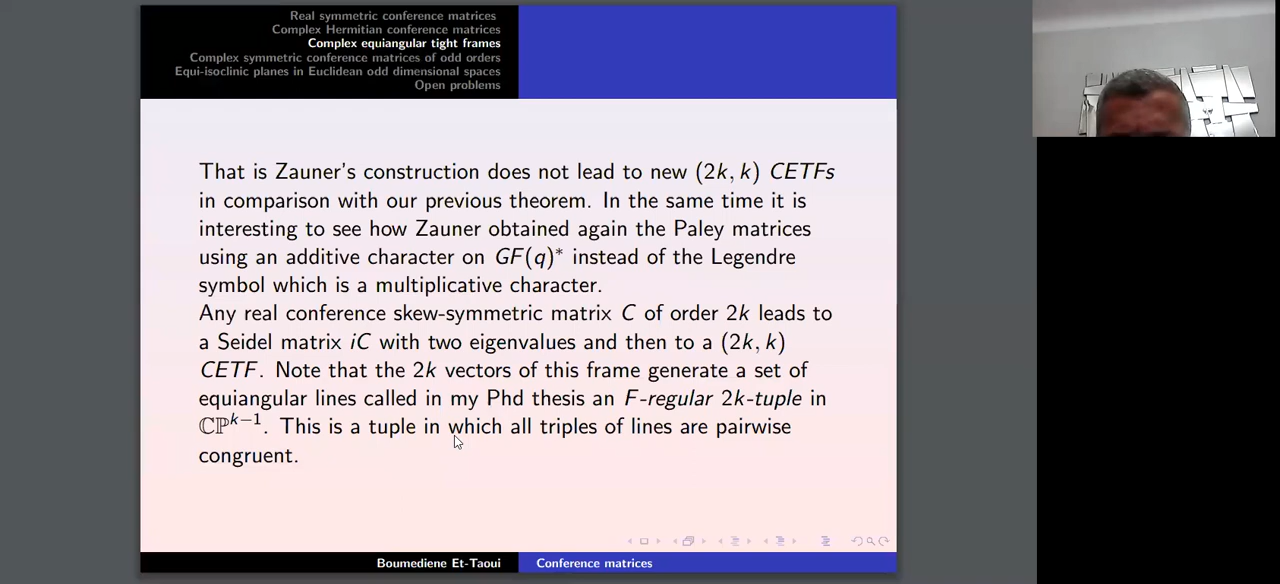 Real symmetric conference matrices
Complex Hermitian conference matrices
Complex equiangular tight frames
Complex symmetric conference matrices of odd orders
Equi-isoclinic planes in Euclidean odd dimensional spaces
Open problems
That is Zauner's construction does not lead to new (2k, k) CETFs
in comparison with our previous theorem. In the same time it is
interesting to see how Zauner obtained again the Paley matrices
using an additive character on GF(q)* instead of the Legendre
symbol which is a multiplicative character.
Any real conference skew-symmetric matrix C of order 2k leads to
a Seidel matrix iC with two eigenvalues and then to a (2k, k)
CETF. Note that the 2k vectors of this frame generate a set of
equiangular lines called in my Phd thesis an F-regular 2k-tuple in
ℂℙ^{k−1}. This is a tuple in which all triples of lines are pairwise
congruent.
Boumediene Et-Taoui
Conference matrices